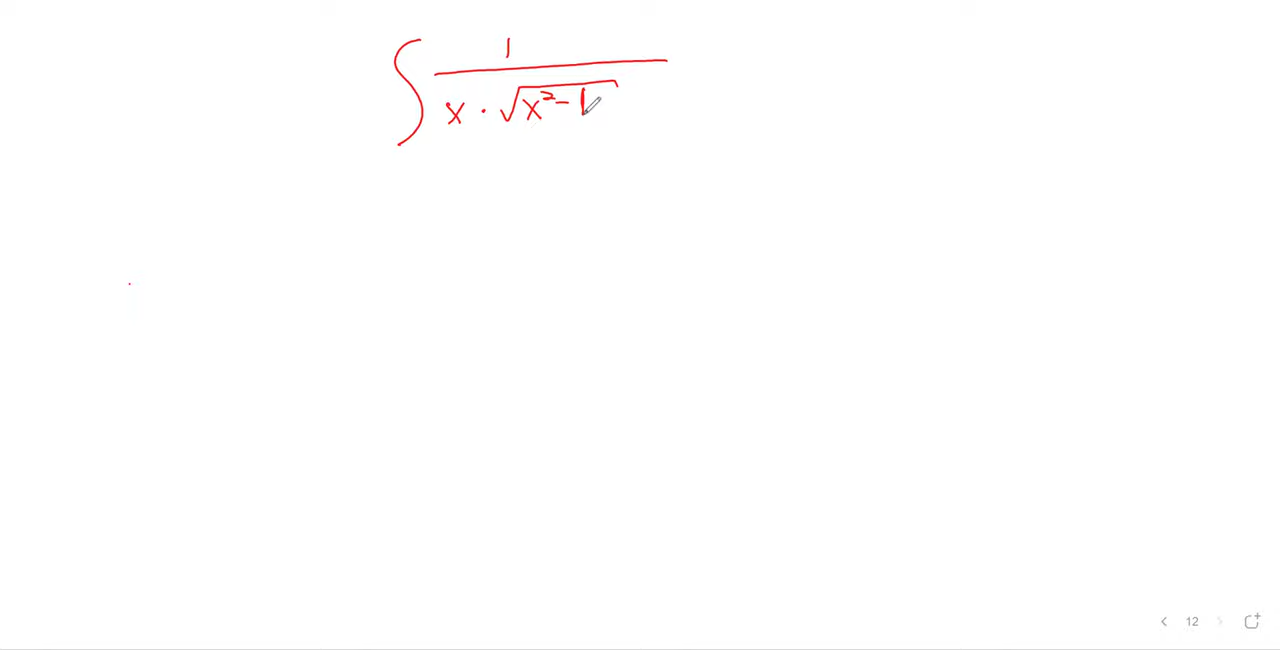 ∫ 1 / (x · √(x² - 1))
12